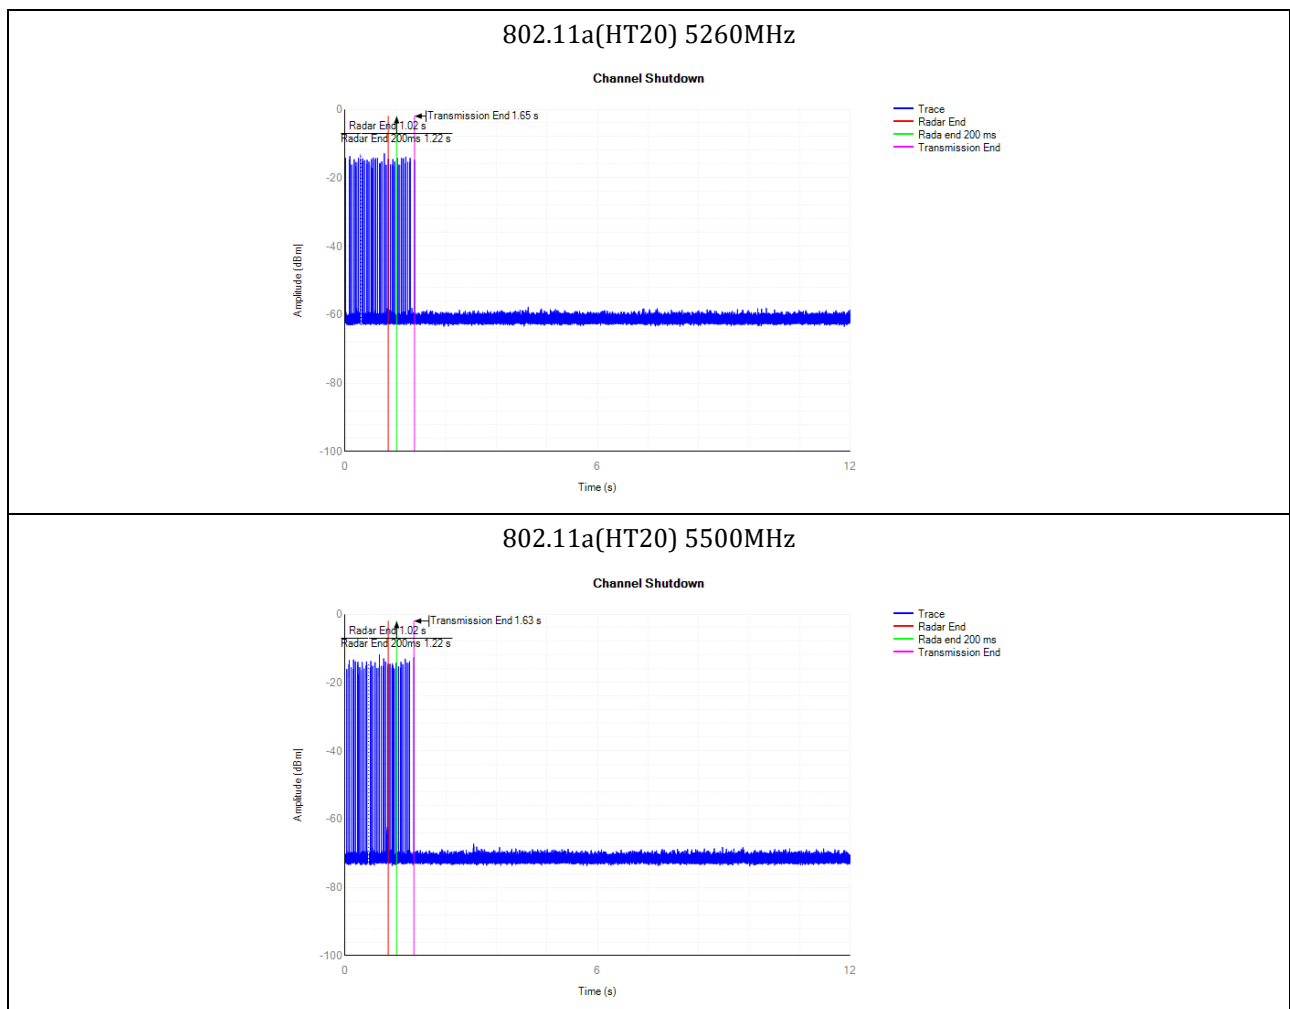 802.11a(HT20) 5260MHz
Channel Shutdown
Transmission End 1.65 s
Radar End 1.02 s
Radar End 200ms 1.22 s
Trace
Radar End
Rada end 200 ms
Transmission End
0
-20
-40
-60
-80
-100
Amplitude [dBm]
0 6 12
Time (s)
802.11a(HT20) 5500MHz
Channel Shutdown
Transmission End 1.63 s
Radar End 1.02 s
Radar End 200ms 1.22 s
Trace
Radar End
Rada end 200 ms
Transmission End
0
-20
-40
-60
-80
-100
Amplitude [dBm]
0 6 12
Time (s)